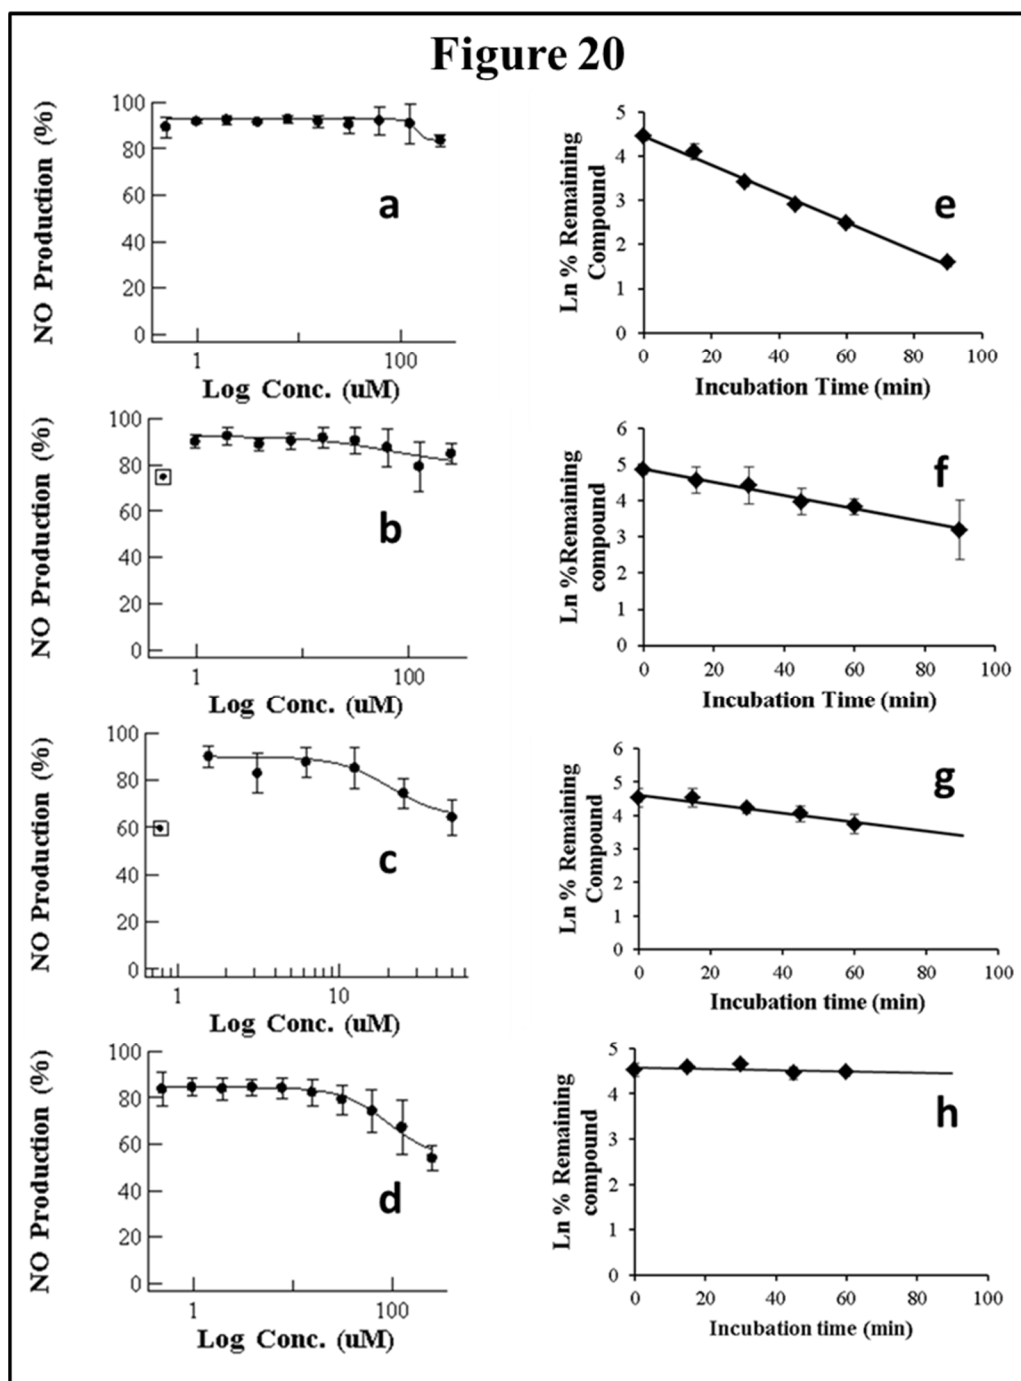 Figure 20
NO Production (%)
100
80
60
40
20
0
a
1
100
Log Conc. (uM)
Ln % Remaining
Compound
5
4
3
2
1
0
e
0
20
40
60
80
100
Incubation Time (min)
NO Production (%)
100
80
60
40
20
0
b
1
100
Log Conc. (uM)
Ln %Remaining
compound
6
5
4
3
2
1
0
f
0
20
40
60
80
100
Incubation Time (min)
NO Production (%)
100
80
60
40
20
0
c
1
10
Log Conc. (uM)
Ln % Remaining
Compound
6
5
4
3
2
1
0
g
0
20
40
60
80
100
Incubation time (min)
NO Production (%)
100
80
60
40
20
0
d
1
100
Log Conc. (uM)
Ln % Remaining
compound
5
4
3
2
1
0
h
0
20
40
60
80
100
Incubation time (min)